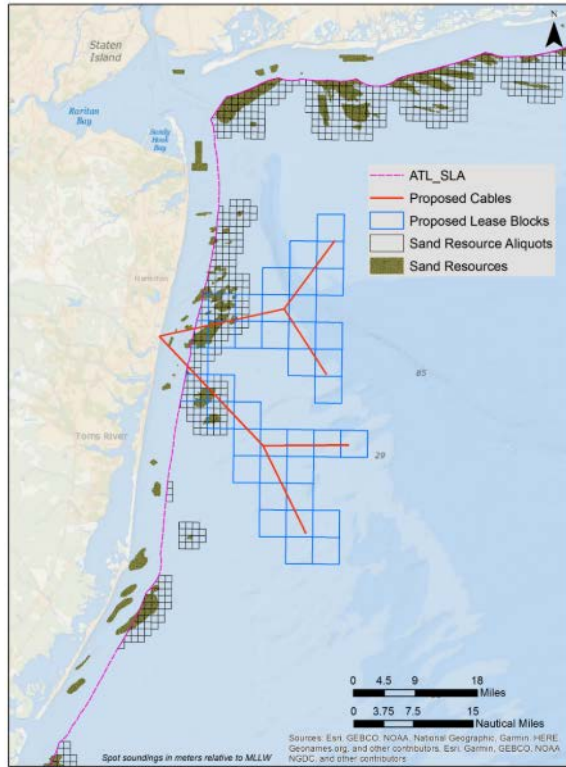 N
Staten
Island
Raritan
Bay
Sandy
Hook
Bay
ATL_SLA
Proposed Cables
Proposed Lease Blocks
Sand Resource Aliquots
Sand Resources
Hamilton
85
Toms River
29
0 4.5 9 18
Miles
0 3.75 7.5 15
Nautical Miles
Spot soundings in meters relative to MLLW
Sources: Esri, GEBCO, NOAA, National Geographic, Garmin, HERE,
Geonames.org, and other contributors, Esri, Garmin, GEBCO, NOAA
NGDC, and other contributors